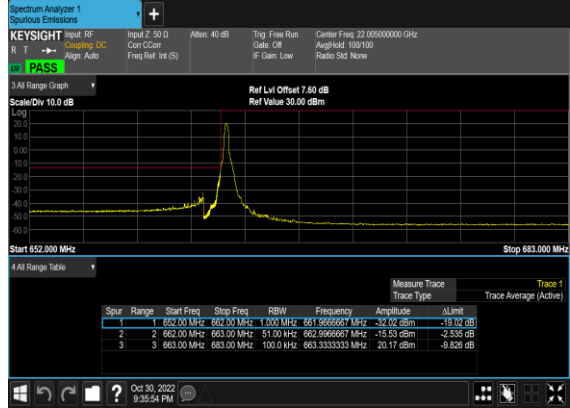 Spectrum Analyzer 1
Spurious Emissions
KEYSIGHT Input: RF
R T Coupling: DC
Align: Auto
Input Z: 50 Ω
Corr CCorr
Freq Ref: Int (S)
Atten: 40 dB
Trig: Free Run
Gate: Off
IF Gain: Low
Center Freq: 22.005000000 GHz
Avg|Hold: 100/100
Radio Std: None
PASS
3 All Range Graph
Ref Lvl Offset 7.60 dB
Scale/Div 10.0 dB Ref Value 30.00 dBm
Log
20.0
10.0
0.00
-10.0
-20.0
-30.0
-40.0
-50.0
-60.0
Start 652.000 MHz Stop 683.000 MHz
4 All Range Table
Measure Trace Trace 1
Trace Type Trace Average (Active)
Spur Range Start Freq Stop Freq RBW Frequency Amplitude ΔLimit
1 1 652.00 MHz 662.00 MHz 1.000 MHz 661.9666667 MHz -32.02 dBm -19.02 dB
2 2 662.00 MHz 663.00 MHz 51.00 kHz 662.9966667 MHz -15.53 dBm -2.535 dB
3 3 663.00 MHz 683.00 MHz 100.0 kHz 663.3333333 MHz 20.17 dBm -9.826 dB
? Oct 30, 2022
9:35:54 PM